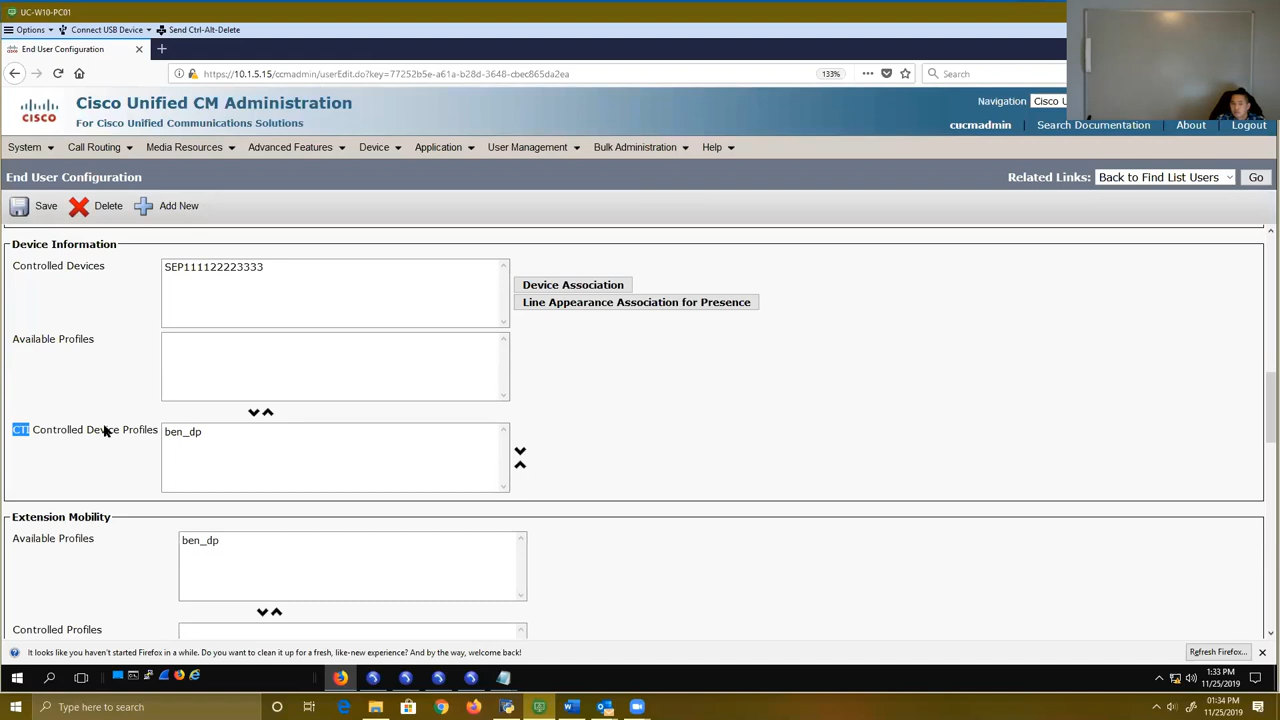 UC-W10-PC01
Options Connect USB Device Send Ctrl-Alt-Delete
End User Configuration
https://10.1.5.15/ccmadmin/userEdit.do?key=77252b5e-a61a-b28d-3648-cbec865da2ea 133% Search
CISCO
Cisco Unified CM Administration
For Cisco Unified Communications Solutions
Navigation Cisco U
cucmadmin | Search Documentation | About | Logout
System Call Routing Media Resources Advanced Features Device Application User Management Bulk Administration Help
End User Configuration
Related Links: Back to Find List Users Go
Save Delete Add New
Device Information
Controlled Devices
SEP111122223333
Device Association
Line Appearance Association for Presence
Available Profiles
CTI Controlled Device Profiles
ben_dp
Extension Mobility
Available Profiles
ben_dp
Controlled Profiles
It looks like you haven't started Firefox in a while. Do you want to clean it up for a fresh, like-new experience? And by the way, welcome back!
Refresh Firefox...
1:33 PM
11/25/2019
Type here to search
01:34 PM
11/25/2019